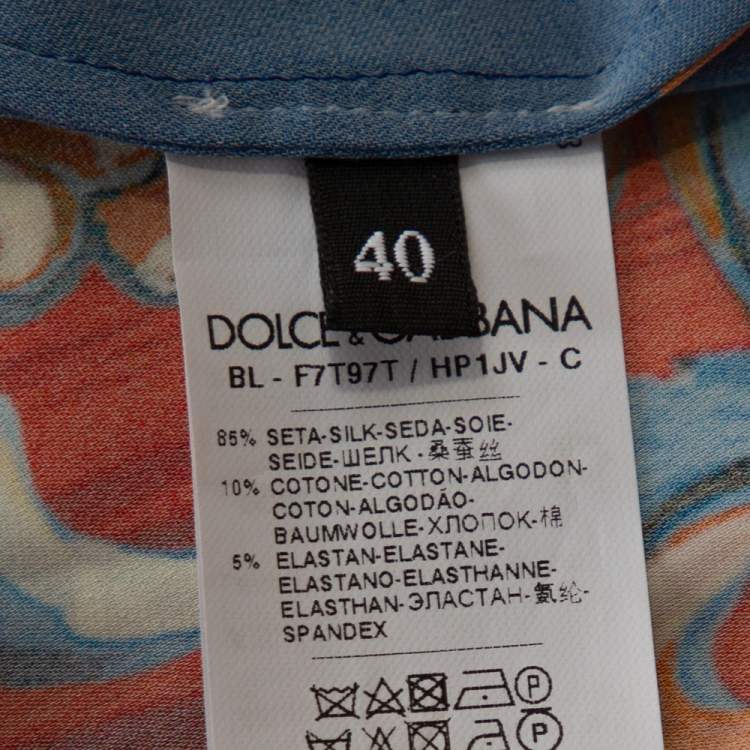 40
DOLCE & GABBANA
BL - F7T97T / HP1JV - C
85% SETA-SILK-SEDA-SOIE-
SEIDE-ШЕЛК-桑蚕丝
10% COTONE-COTTON-ALGODON-
COTON-ALGODÃO-
BAUMWOLLE-ХЛОПОК-棉
5% ELASTAN-ELASTANE-
ELASTANO-ELASTHANNE-
ELASTHAN-ЭЛАСТАН-氨纶-
SPANDEX
P
P